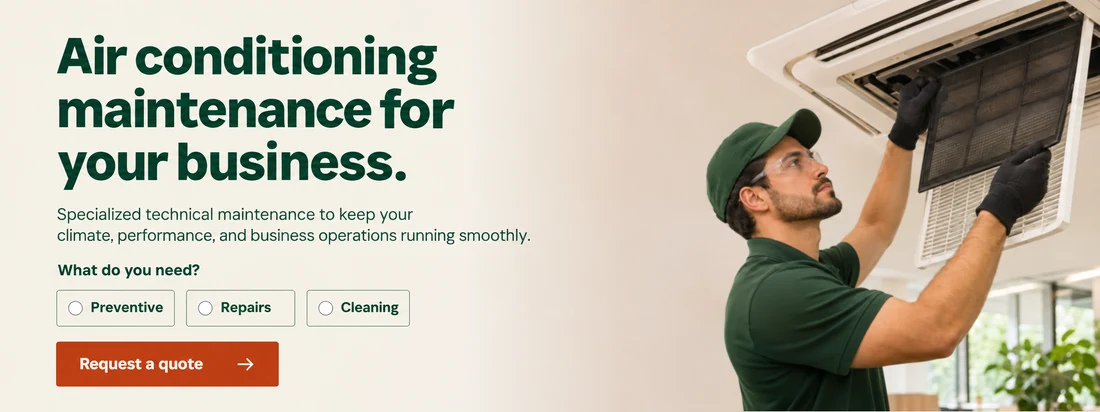 Air conditioning
maintenance for
your business.
Specialized technical maintenance to keep your
climate, performance, and business operations running smoothly.
What do you need?
Preventive
Repairs
Cleaning
Request a quote